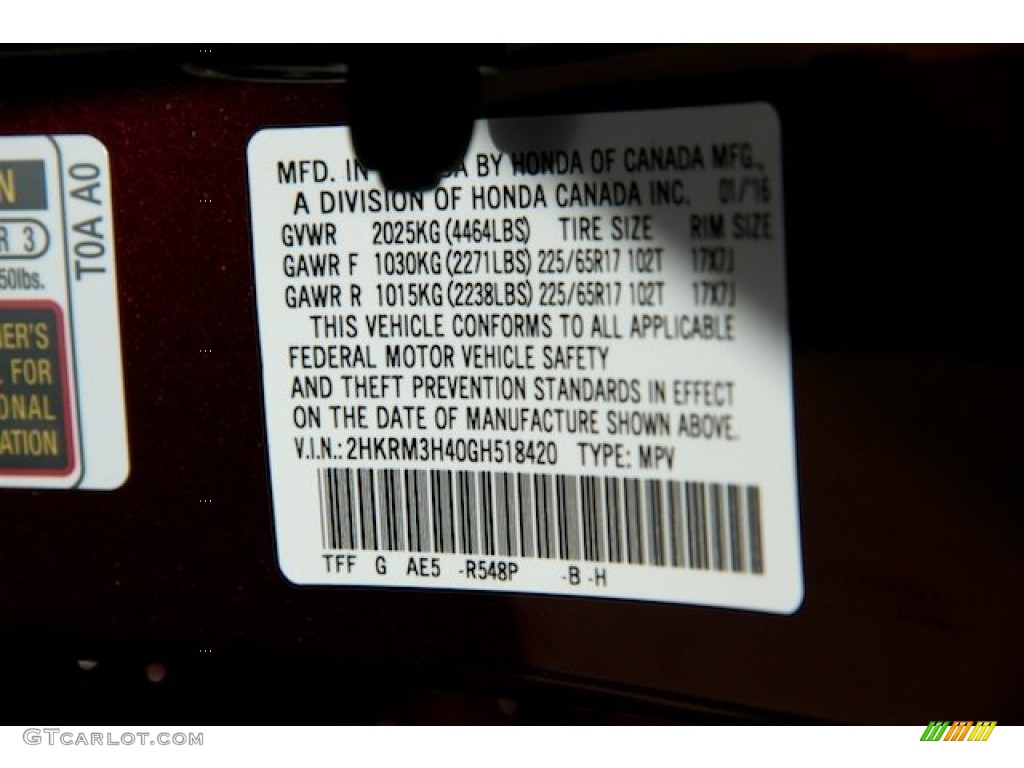 MFD. IN BY HONDA OF CANADA MFG.,
A DIVISION OF HONDA CANADA INC. 01/16
GVWR 2025KG(4464LBS) TIRE SIZE RIM SIZE
GAWR F 1030KG(2271LBS) 225/65R17 102T 17X7J
GAWR R 1015KG(2238LBS) 225/65R17 102T 17X7J
THIS VEHICLE CONFORMS TO ALL APPLICABLE
FEDERAL MOTOR VEHICLE SAFETY
AND THEFT PREVENTION STANDARDS IN EFFECT
ON THE DATE OF MANUFACTURE SHOWN ABOVE.
V.I.N.: 2HKRM3H40GH518420 TYPE: MPV
TFF G AE5 -R548P -B -H
N
R 3
50lbs.
T0A A0
NER'S
L FOR
ONAL
ATION
GTCARLOT.COM